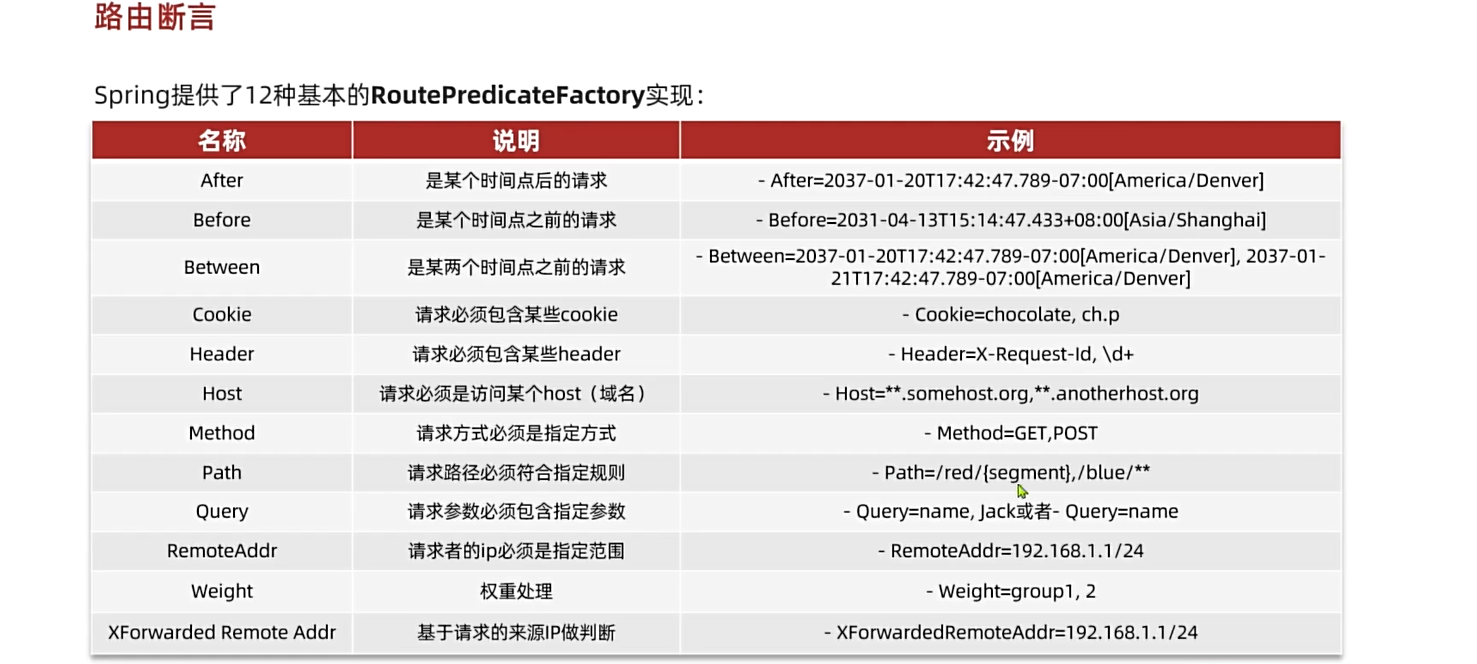 路由断言
Spring提供了12种基本的RoutePredicateFactory实现：
名称 说明 示例
After 是某个时间点后的请求 - After=2037-01-20T17:42:47.789-07:00[America/Denver]
Before 是某个时间点之前的请求 - Before=2031-04-13T15:14:47.433+08:00[Asia/Shanghai]
Between 是某两个时间点之前的请求 - Between=2037-01-20T17:42:47.789-07:00[America/Denver], 2037-01-
21T17:42:47.789-07:00[America/Denver]
Cookie 请求必须包含某些cookie - Cookie=chocolate, ch.p
Header 请求必须包含某些header - Header=X-Request-Id, \d+
Host 请求必须是访问某个host（域名） - Host=**.somehost.org,**.anotherhost.org
Method 请求方式必须是指定方式 - Method=GET,POST
Path 请求路径必须符合指定规则 - Path=/red/{segment},/blue/**
Query 请求参数必须包含指定参数 - Query=name, Jack或者- Query=name
RemoteAddr 请求者的ip必须是指定范围 - RemoteAddr=192.168.1.1/24
Weight 权重处理 - Weight=group1, 2
XForwarded Remote Addr 基于请求的来源IP做判断 - XForwardedRemoteAddr=192.168.1.1/24